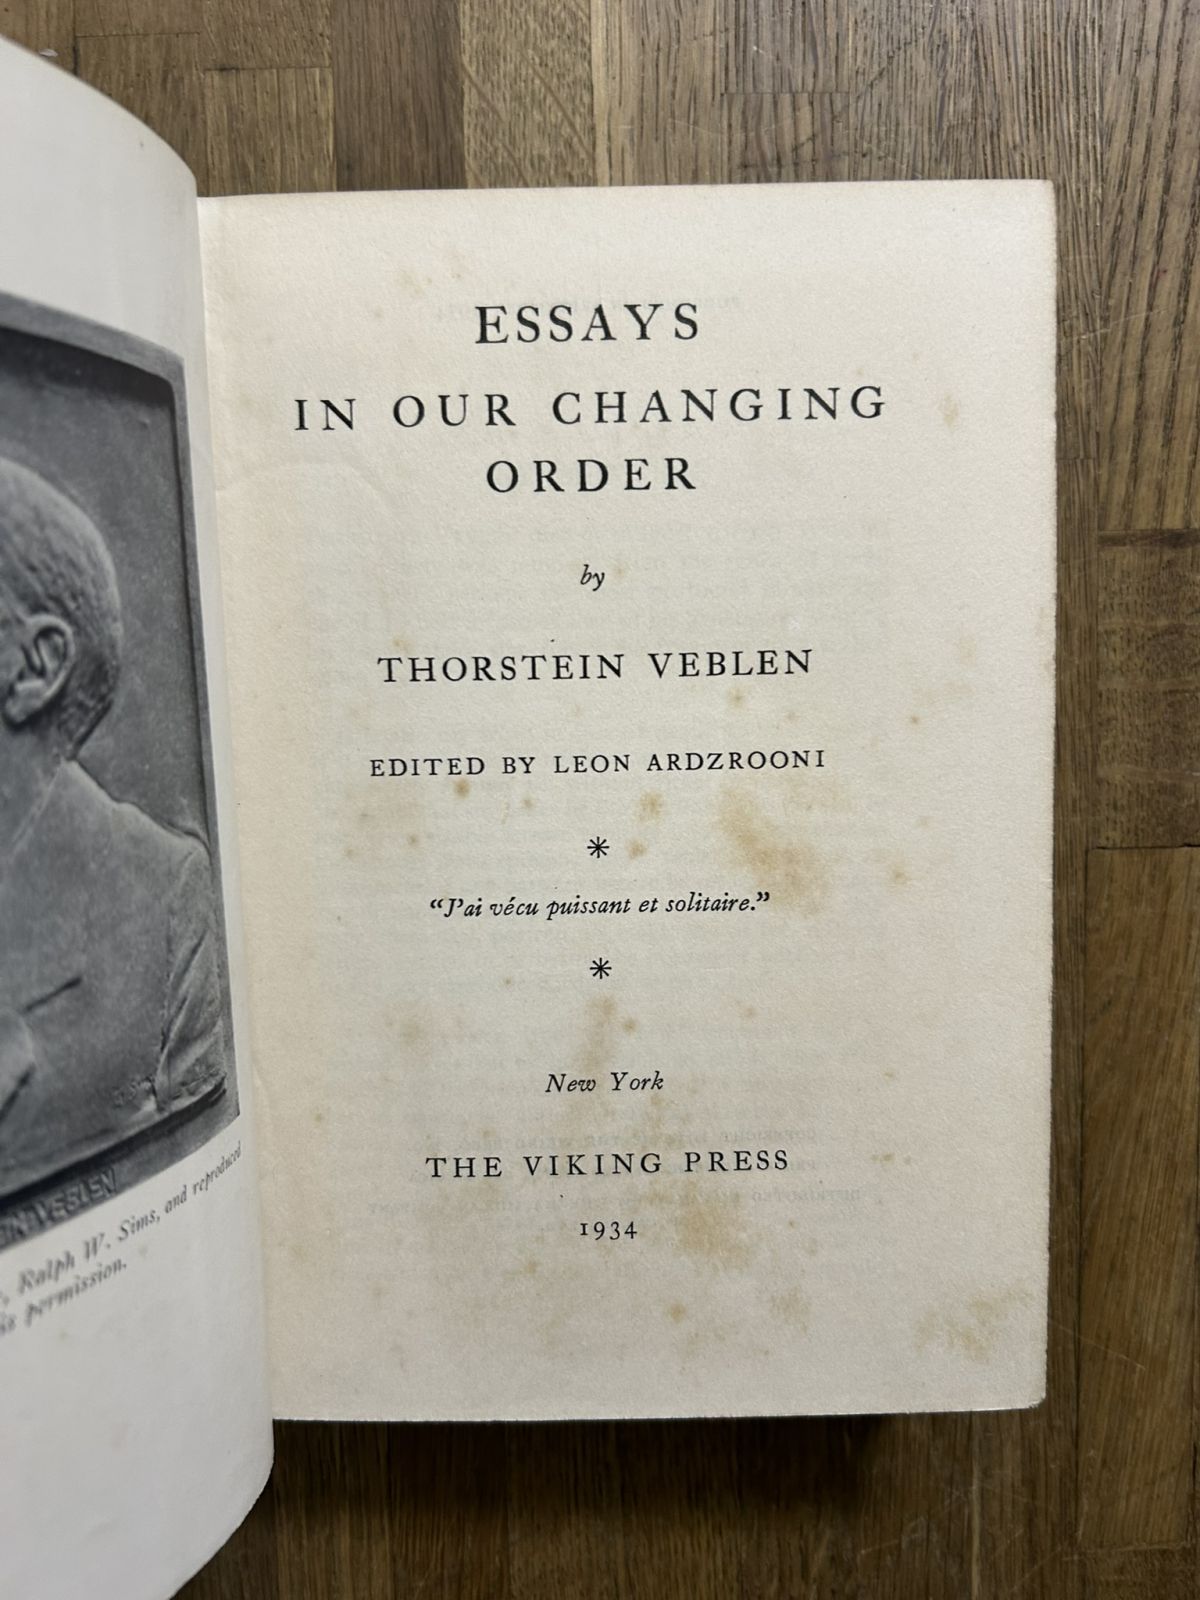 VEBLEN
Ralph W. Sims, and reproduced
permission.
ESSAYS
IN OUR CHANGING
ORDER
by
THORSTEIN VEBLEN
EDITED BY LEON ARDZROONI
*
“J'ai vécu puissant et solitaire.”
*
New York
THE VIKING PRESS
1934